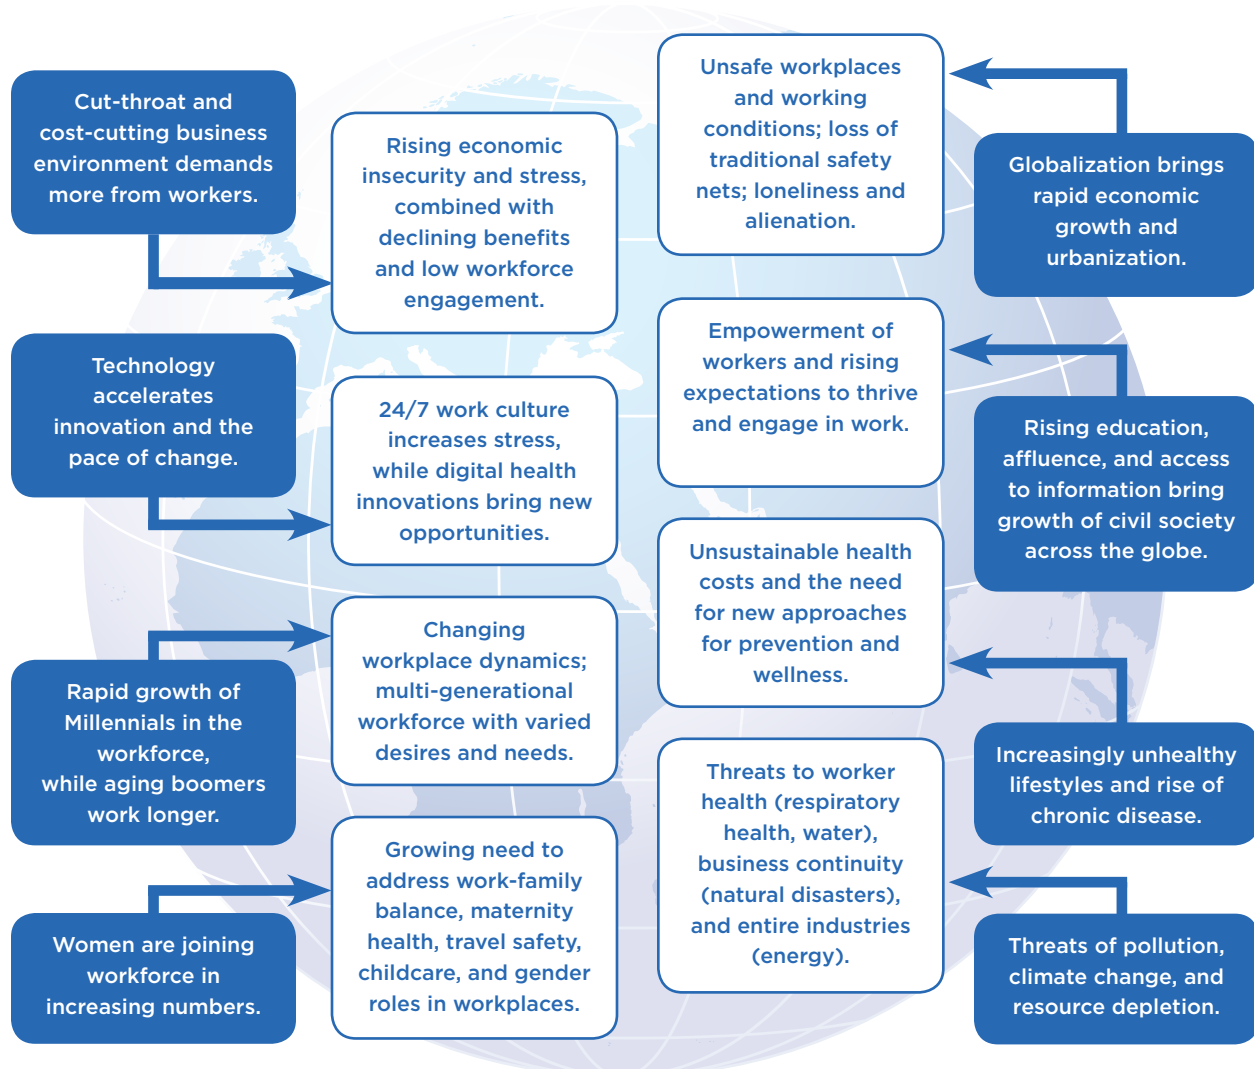 Cut-throat and
cost-cutting business
environment demands
more from workers.
Rising economic
insecurity and stress,
combined with
declining benefits
and low workforce
engagement.
Technology
accelerates
innovation and the
pace of change.
24/7 work culture
increases stress,
while digital health
innovations bring new
opportunities.
Rapid growth of
Millennials in the
workforce,
while aging boomers
work longer.
Changing
workplace dynamics;
multi-generational
workforce with varied
desires and needs.
Women are joining
workforce in
increasing numbers.
Growing need to
address work-family
balance, maternity
health, travel safety,
childcare, and gender
roles in workplaces.
Unsafe workplaces
and working
conditions; loss of
traditional safety
nets; loneliness and
alienation.
Globalization brings
rapid economic
growth and
urbanization.
Empowerment of
workers and rising
expectations to thrive
and engage in work.
Rising education,
affluence, and access
to information bring
growth of civil society
across the globe.
Unsustainable health
costs and the need
for new approaches
for prevention and
wellness.
Increasingly unhealthy
lifestyles and rise of
chronic disease.
Threats to worker
health (respiratory
health, water),
business continuity
(natural disasters),
and entire industries
(energy).
Threats of pollution,
climate change, and
resource depletion.